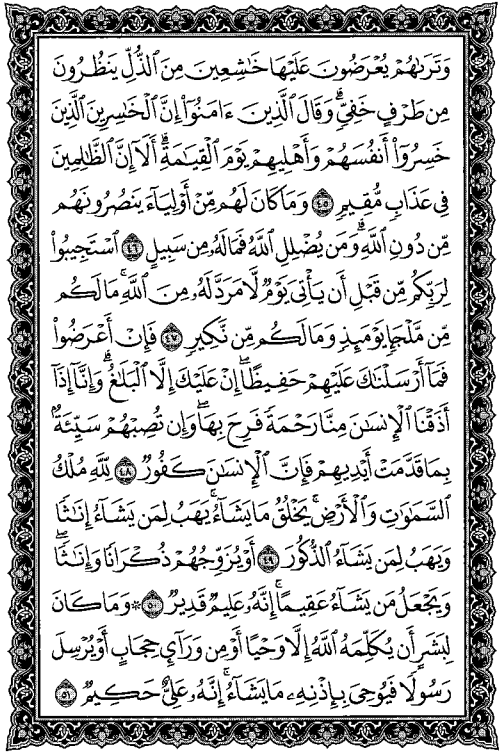 وَتَرَىٰهُمْ يُعْرَضُونَ عَلَيْهَا خَٰشِعِينَ مِنَ ٱلذُّلِّ يَنظُرُونَ
مِن طَرْفٍ خَفِىٍّ ۗ وَقَالَ ٱلَّذِينَ ءَامَنُوٓا۟ إِنَّ ٱلْخَٰسِرِينَ ٱلَّذِينَ
خَسِرُوٓا۟ أَنفُسَهُمْ وَأَهْلِيهِمْ يَوْمَ ٱلْقِيَٰمَةِ ۗ أَلَآ إِنَّ ٱلظَّٰلِمِينَ
فِى عَذَابٍ مُّقِيمٍ ٤٥ وَمَا كَانَ لَهُم مِّنْ أَوْلِيَآءَ يَنصُرُونَهُم
مِّن دُونِ ٱللَّهِ ۗ وَمَن يُضْلِلِ ٱللَّهُ فَمَا لَهُۥ مِن سَبِيلٍ ٤٦ ٱسْتَجِيبُوا۟
لِرَبِّكُم مِّن قَبْلِ أَن يَأْتِىَ يَوْمٌ لَّا مَرَدَّ لَهُۥ مِنَ ٱللَّهِ ۚ مَا لَكُم
مِّن مَّلْجَإٍ يَوْمَئِذٍ وَمَا لَكُم مِّن نَّكِيرٍ ٤٧ فَإِنْ أَعْرَضُوا۟
فَمَآ أَرْسَلْنَٰكَ عَلَيْهِمْ حَفِيظًا ۖ إِنْ عَلَيْكَ إِلَّا ٱلْبَلَٰغُ ۗ وَإِنَّآ إِذَآ
أَذَقْنَا ٱلْإِنسَٰنَ مِنَّا رَحْمَةً فَرِحَ بِهَا ۖ وَإِن تُصِبْهُمْ سَيِّئَةٌۢ
بِمَا قَدَّمَتْ أَيْدِيهِمْ فَإِنَّ ٱلْإِنسَٰنَ كَفُورٌ ٤٨ لِّلَّهِ مُلْكُ
ٱلسَّمَٰوَٰتِ وَٱلْأَرْضِ ۚ يَخْلُقُ مَا يَشَآءُ ۚ يَهَبُ لِمَن يَشَآءُ إِنَٰثًا
وَيَهَبُ لِمَن يَشَآءُ ٱلذُّكُورَ ٤٩ أَوْ يُزَوِّجُهُمْ ذُكْرَانًا وَإِنَٰثًا ۖ
وَيَجْعَلُ مَن يَشَآءُ عَقِيمًا ۚ إِنَّهُۥ عَلِيمٌ قَدِيرٌ ٥٠ ۞ وَمَا كَانَ
لِبَشَرٍ أَن يُكَلِّمَهُ ٱللَّهُ إِلَّا وَحْيًا أَوْ مِن وَرَآئِ حِجَابٍ أَوْ يُرْسِلَ
رَسُولًا فَيُوحِىَ بِإِذْنِهِۦ مَا يَشَآءُ ۚ إِنَّهُۥ عَلِىٌّ حَكِيمٌ ٥١